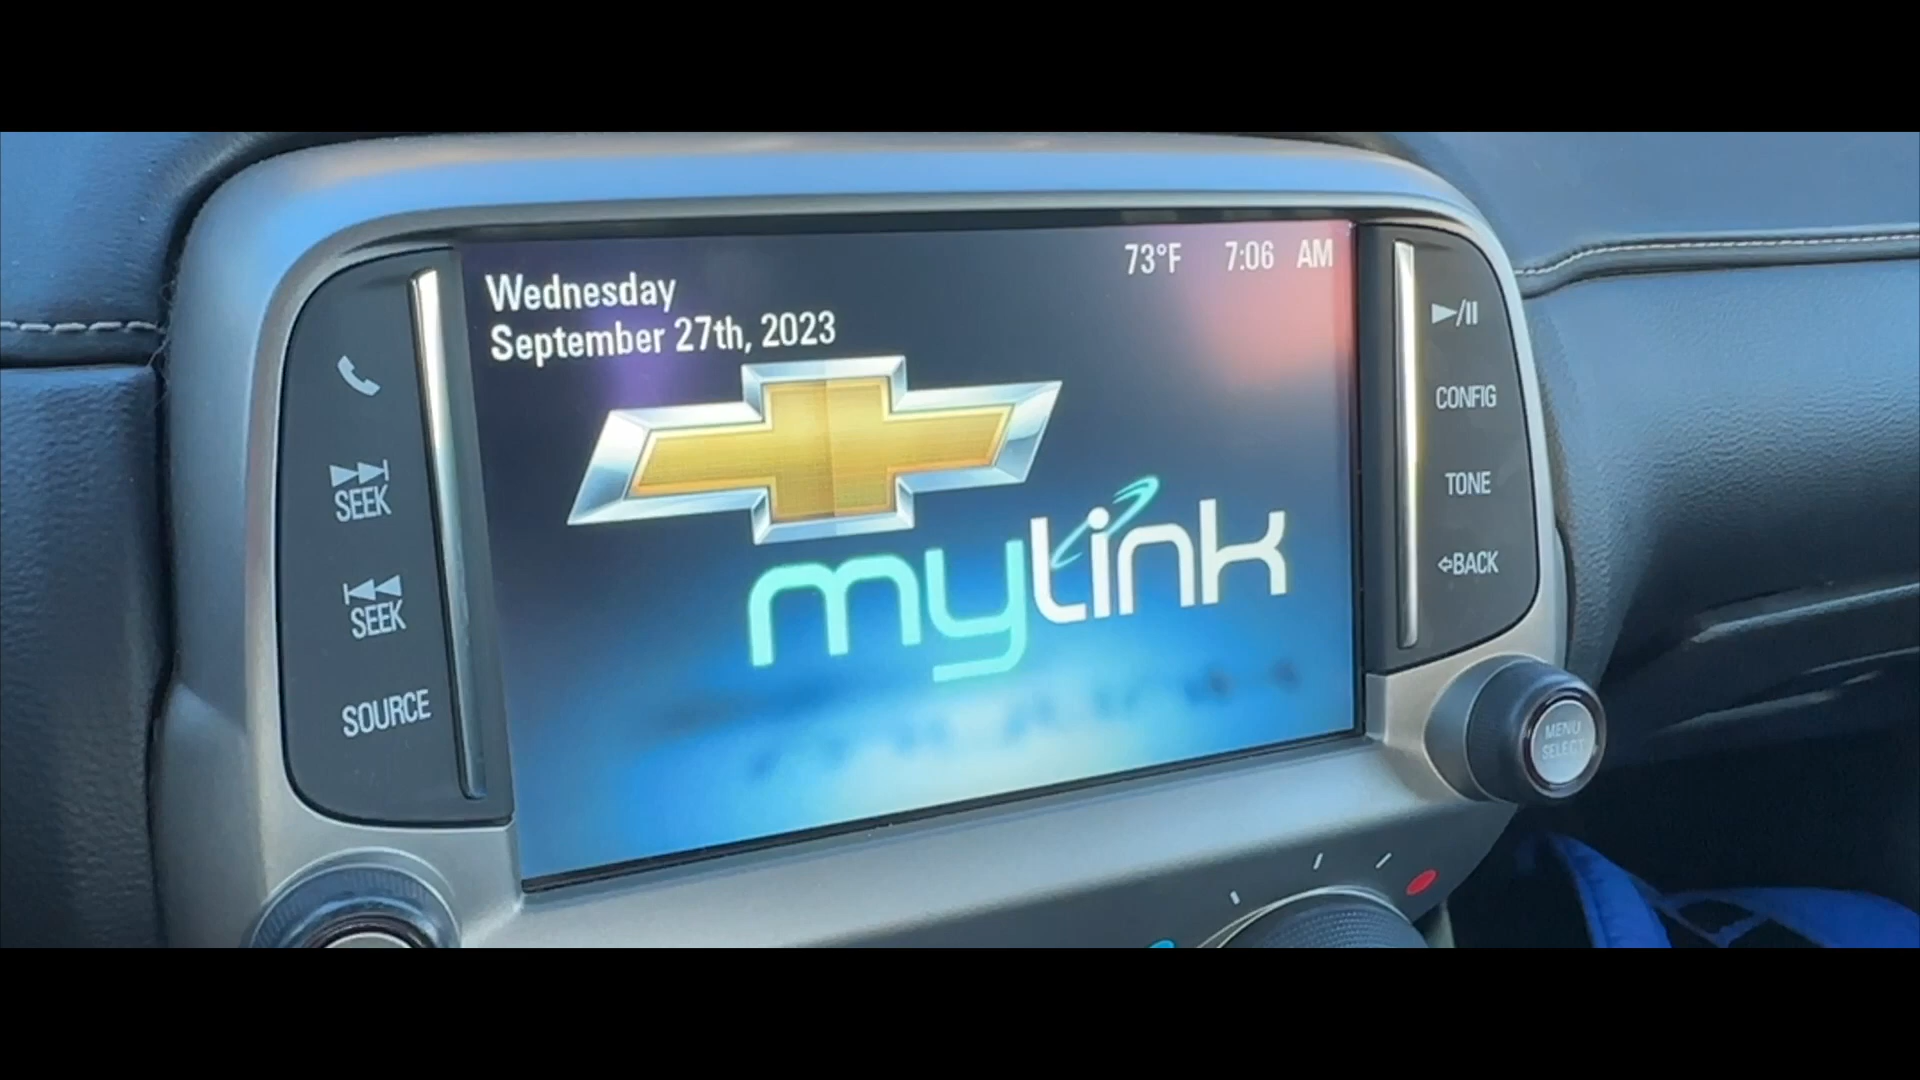 73°F 7:06 AM
Wednesday
September 27th, 2023
mylink
SEEK
SEEK
SOURCE
CONFIG
TONE
BACK
MENU
SELECT